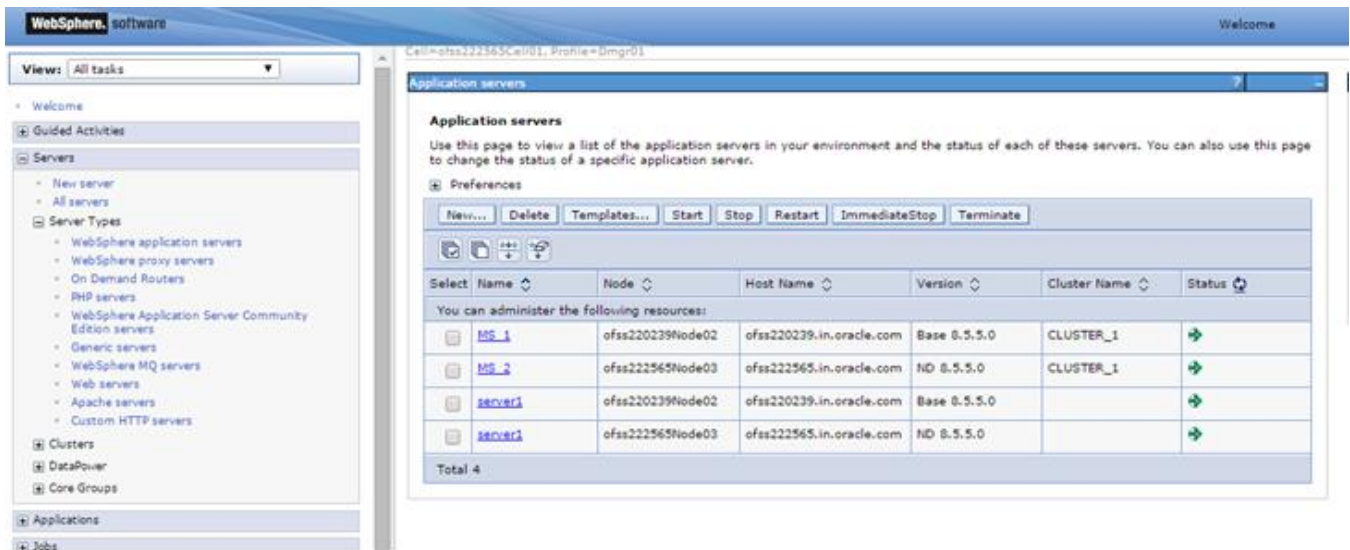 WebSphere. software
Welcome
View: All tasks
Welcome
Guided Activities
Servers
New server
All servers
Server Types
WebSphere application servers
WebSphere proxy servers
On Demand Routers
PHP servers
WebSphere Application Server Community
Edition servers
Generic servers
WebSphere MQ servers
Web servers
Apache servers
Custom HTTP servers
Clusters
DataPower
Core Groups
Applications
Jobs
Cell=ofss222565Cell01, Profile=Dmgr01
Application servers ? -
Application servers
Use this page to view a list of the application servers in your environment and the status of each of these servers. You can also use this page
to change the status of a specific application server.
Preferences
New... Delete Templates... Start Stop Restart ImmediateStop Terminate
Select Name Node Host Name Version Cluster Name Status
You can administer the following resources:
MS_1 ofss220239Node02 ofss220239.in.oracle.com Base 8.5.5.0 CLUSTER_1
MS_2 ofss222565Node03 ofss222565.in.oracle.com ND 8.5.5.0 CLUSTER_1
server1 ofss220239Node02 ofss220239.in.oracle.com Base 8.5.5.0
server1 ofss222565Node03 ofss222565.in.oracle.com ND 8.5.5.0
Total 4